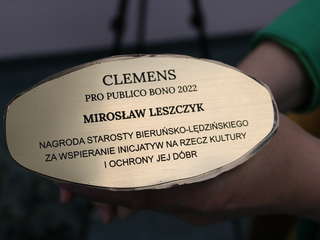 CLEMENS
PRO PUBLICO BONO 2022
MIROSŁAW LESZCZYK
NAGRODA STAROSTY BIERUŃSKO-LĘDZIŃSKIEGO
ZA WSPIERANIE INICJATYW NA RZECZ KULTURY
I OCHRONY JEJ DÓBR